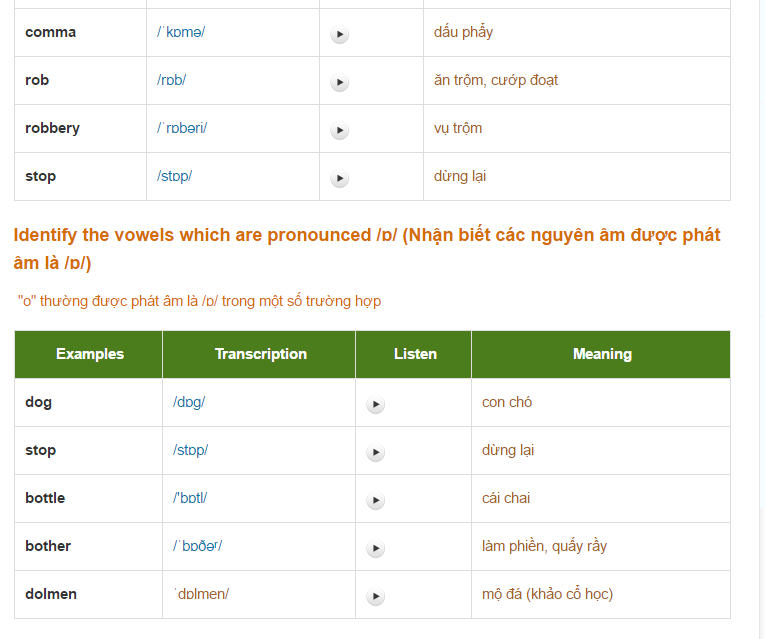 comma /ˈkɒmə/ dấu phẩy
rob /rɒb/ ăn trộm, cướp đoạt
robbery /ˈrɒbəri/ vụ trộm
stop /stɒp/ dừng lại
Identify the vowels which are pronounced /ɒ/ (Nhận biết các nguyên âm được phát
âm là /ɒ/)
"o" thường được phát âm là /ɒ/ trong một số trường hợp
Examples Transcription Listen Meaning
dog /dɒg/ con chó
stop /stɒp/ dừng lại
bottle /'bɒtl/ cái chai
bother /ˈbɒðəʳ/ làm phiền, quấy rầy
dolmen ˈdɒlmen/ mộ đá (khảo cổ học)